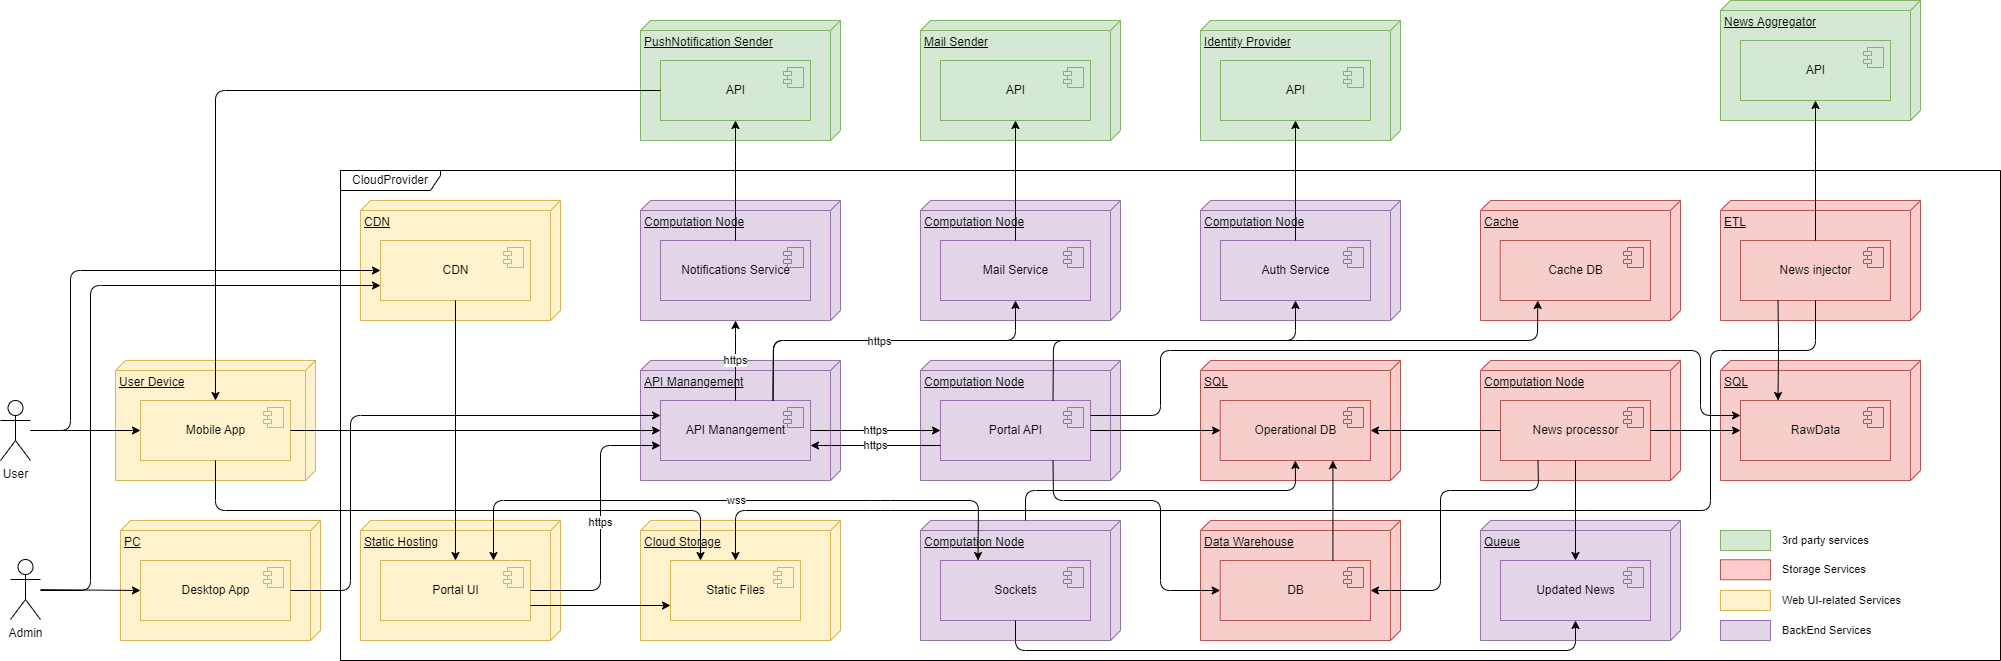 News Aggregator
PushNotification Sender
Mail Sender
Identity Provider
API
API
API
API
CloudProvider
CDN
Computation Node
Computation Node
Computation Node
Cache
ETL
CDN
Notifications Service
Mail Service
Auth Service
Cache DB
News injector
https
https
User Device
API Manangement
Computation Node
SQL
Computation Node
SQL
Mobile App
API Manangement
https
Portal API
Operational DB
News processor
RawData
https
User
wss
https
PC
Static Hosting
Cloud Storage
Computation Node
Data Warehouse
Queue
3rd party services
Storage Services
Desktop App
Portal UI
Static Files
Sockets
DB
Updated News
Web UI-related Services
Admin
BackEnd Services